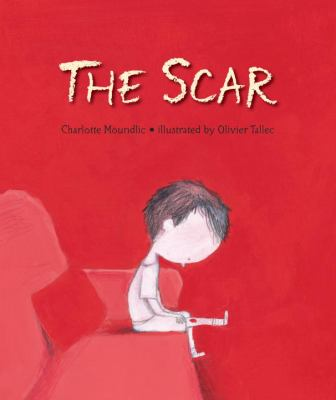 THE SCAR
Charlotte Moundlic • illustrated by Olivier Tallec